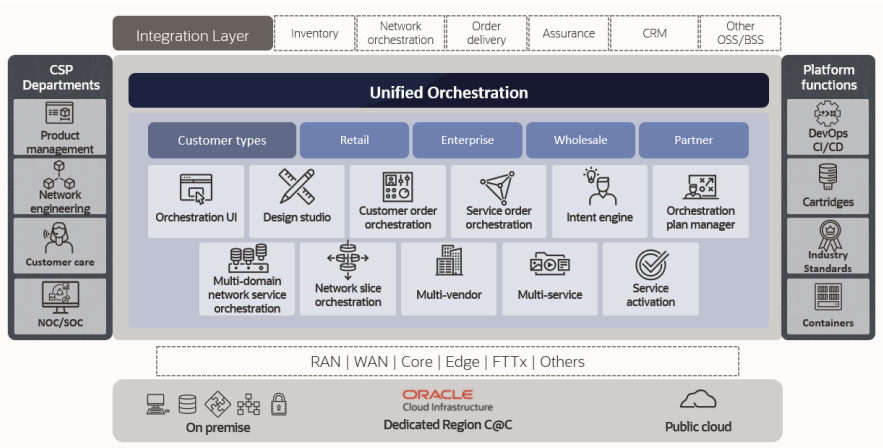 Integration Layer
Inventory
Network
orchestration
Order
delivery
Assurance
CRM
Other
OSS/BSS
CSP
Departments
Product
management
Network
engineering
Customer care
NOC/SOC
Unified Orchestration
Customer types
Retail
Enterprise
Wholesale
Partner
Orchestration UI
Design studio
Customer order
orchestration
Service order
orchestration
Intent engine
Orchestration
plan manager
Multi-domain
network service
orchestration
Network slice
orchestration
Multi-vendor
Multi-service
Service
activation
Platform
functions
DevOps
CI/CD
Cartridges
Industry
Standards
Containers
RAN | WAN | Core | Edge | FTTx | Others
On premise
ORACLE
Cloud Infrastructure
Dedicated Region C@C
Public cloud